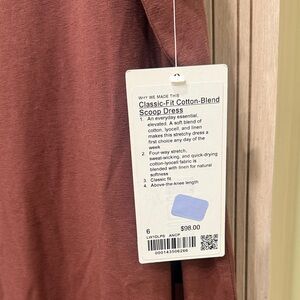 WHY WE MADE THIS
Classic-Fit Cotton-Blend
Scoop Dress
1. An everyday essential,
elevated. A soft blend of
cotton, lyocell, and linen
makes this stretchy dress a
first choice any day of the
week
2. Four-way stretch,
sweat-wicking, and quick-drying
cotton-lyocell fabric is
blended with linen for natural
softness
3. Classic fit
4. Above-the-knee length
6 $98.00
LW1DLPS ANCP
000143506266